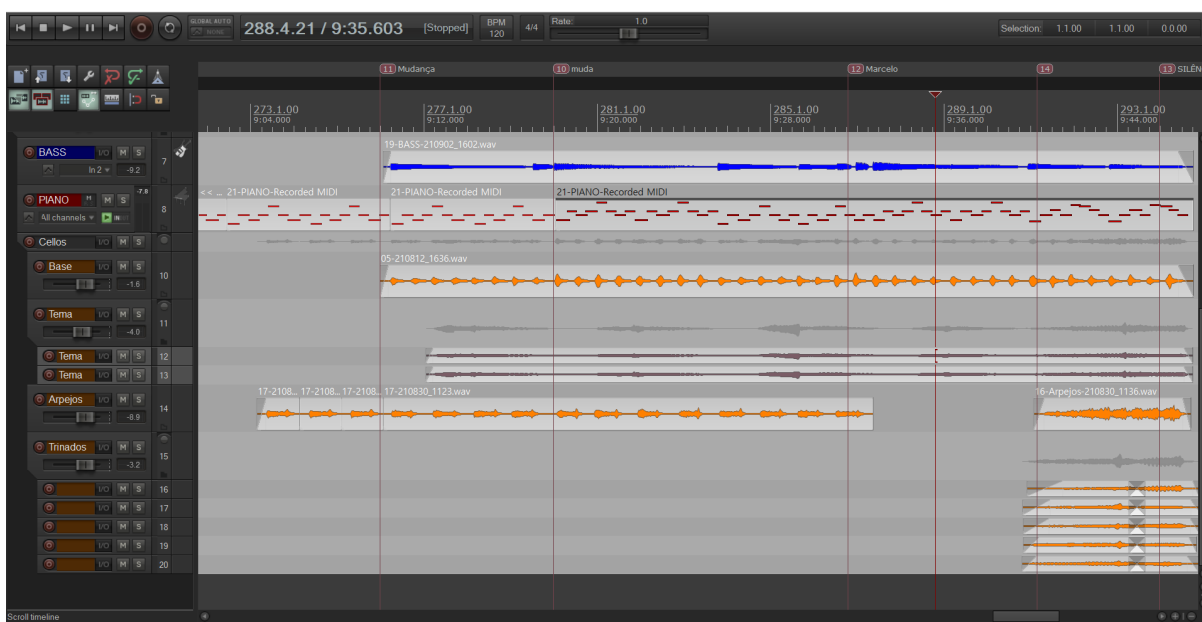 GLOBAL AUTO
NONE
288.4.21 / 9:35.603 [Stopped] BPM 120 4/4 Rate: 1.0 Selection: 1.1.00 1.1.00 0.0.00
11 Mudança 10 muda 12 Marcelo 14 13 SILÊN
273.1.00 277.1.00 281.1.00 285.1.00 289.1.00 293.1.00
9:04.000 9:12.000 9:20.000 9:28.000 9:36.000 9:44.000
19-BASS-210902_1602.wav
BASS I/O M S 7
In 2 -9.2
-7.8
<< ... 21-PIANO-Recorded MIDI 21-PIANO-Recorded MIDI 21-PIANO-Recorded MIDI
PIANO M S 8
All channels IN
Cellos I/O M S
05-210812_1636.wav
Base I/O M S 10
-1.6
Tema I/O M S 11
-4.0
Tema I/O M S 12
Tema I/O M S 13
17-2108... 17-2108... 17-2108... 17-210830_1123.wav 16-Arpejos-210830_1136.wav
Arpejos I/O M S 14
-8.9
Trinados I/O M S 15
-3.2
I/O M S 16
I/O M S 17
I/O M S 18
I/O M S 19
I/O M S 20
Scroll timeline